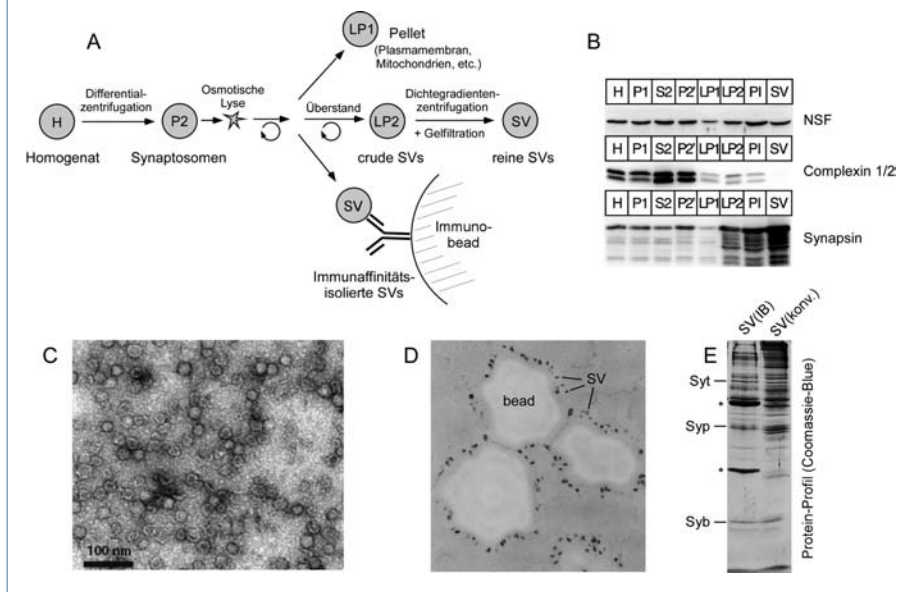 A
LP1
Pellet
(Plasmamembran,
Mitochondrien, etc.)
Differential-
zentrifugation
Osmotische
Lyse
Überstand
Dichtegradienten-
zentrifugation
+ Gelfiltration
H
P2
LP2
SV
Homogenat
Synaptosomen
crude SVs
reine SVs
SV
Immuno-
bead
Immunaffinitäts-
isolierte SVs
B
H P1 S2 P2' LP1 LP2 PI SV
NSF
H P1 S2 P2' LP1 LP2 PI SV
Complexin 1/2
H P1 S2 P2' LP1 LP2 PI SV
Synapsin
C
100 nm
D
bead
SV
E
SV(IB)
SV(konv.)
Syt
*
Syp
*
Syb
Protein-Profil (Coomassie-Blue)